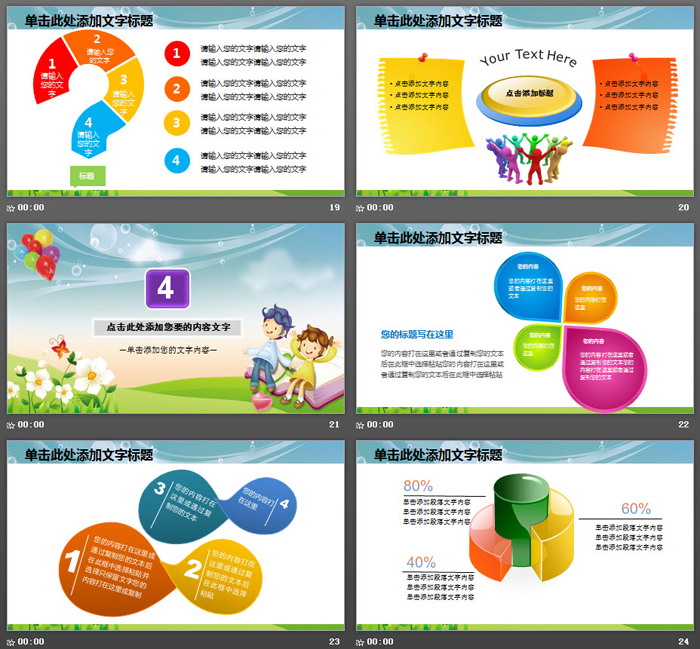 单击此处添加文字标题
1
请输入
您的文
字
2
请输入您
的文字
3
请输入
您的文
字
4
请输入
您的文
字
标题
1
请输入您的文字请输入您的文字
请输入您的文字请输入您的文字
2
请输入您的文字请输入您的文字
请输入您的文字请输入您的文字
3
请输入您的文字请输入您的文字
请输入您的文字请输入您的文字
4
请输入您的文字请输入您的文字
请输入您的文字请输入您的文字
00:00
19
单击此处添加文字标题
Your Text Here
• 点击添加文字内容
• 点击添加文字内容
• 点击添加文字内容
点击添加标题
• 点击添加文字内容
• 点击添加文字内容
• 点击添加文字内容
00:00
20
4
点击此处添加您要的内容文字
—单击添加您的文字内容—
00:00
21
单击此处添加文字标题
您的内容
您的内容打在这里
或者通过复制您的
文本
您的内容
您的内容打在
这里
您的内容
您的内容打在
这里
您的内容
您的内容打在这里或者
通过复制您的文本您的
内容打在这里或者通过
复制您的文本
您的标题写在这里
您的内容打在这里或者通过复制您的文本
后在此框中选择粘贴您的内容打在这里或
者通过复制您的文本后在此框中选择粘贴
00:00
22
单击此处添加文字标题
3
您的内容打在
这里或通过复
制您的文本
您的内容打
在这里
4
1
您的内容打在这里或
通过复制您的文本后
在此框中选择粘贴并
选择只保留文字您的
内容打在这里或复制
2
您的内容打在
这里或通过复
制您的文本后
在此框中选择
粘贴
00:00
23
单击此处添加文字标题
80%
单击添加段落文字内容
单击添加段落文字内容
单击添加段落文字内容
60%
单击添加段落文字内容
单击添加段落文字内容
单击添加段落文字内容
40%
单击添加段落文字内容
单击添加段落文字内容
单击添加段落文字内容
00:00
24